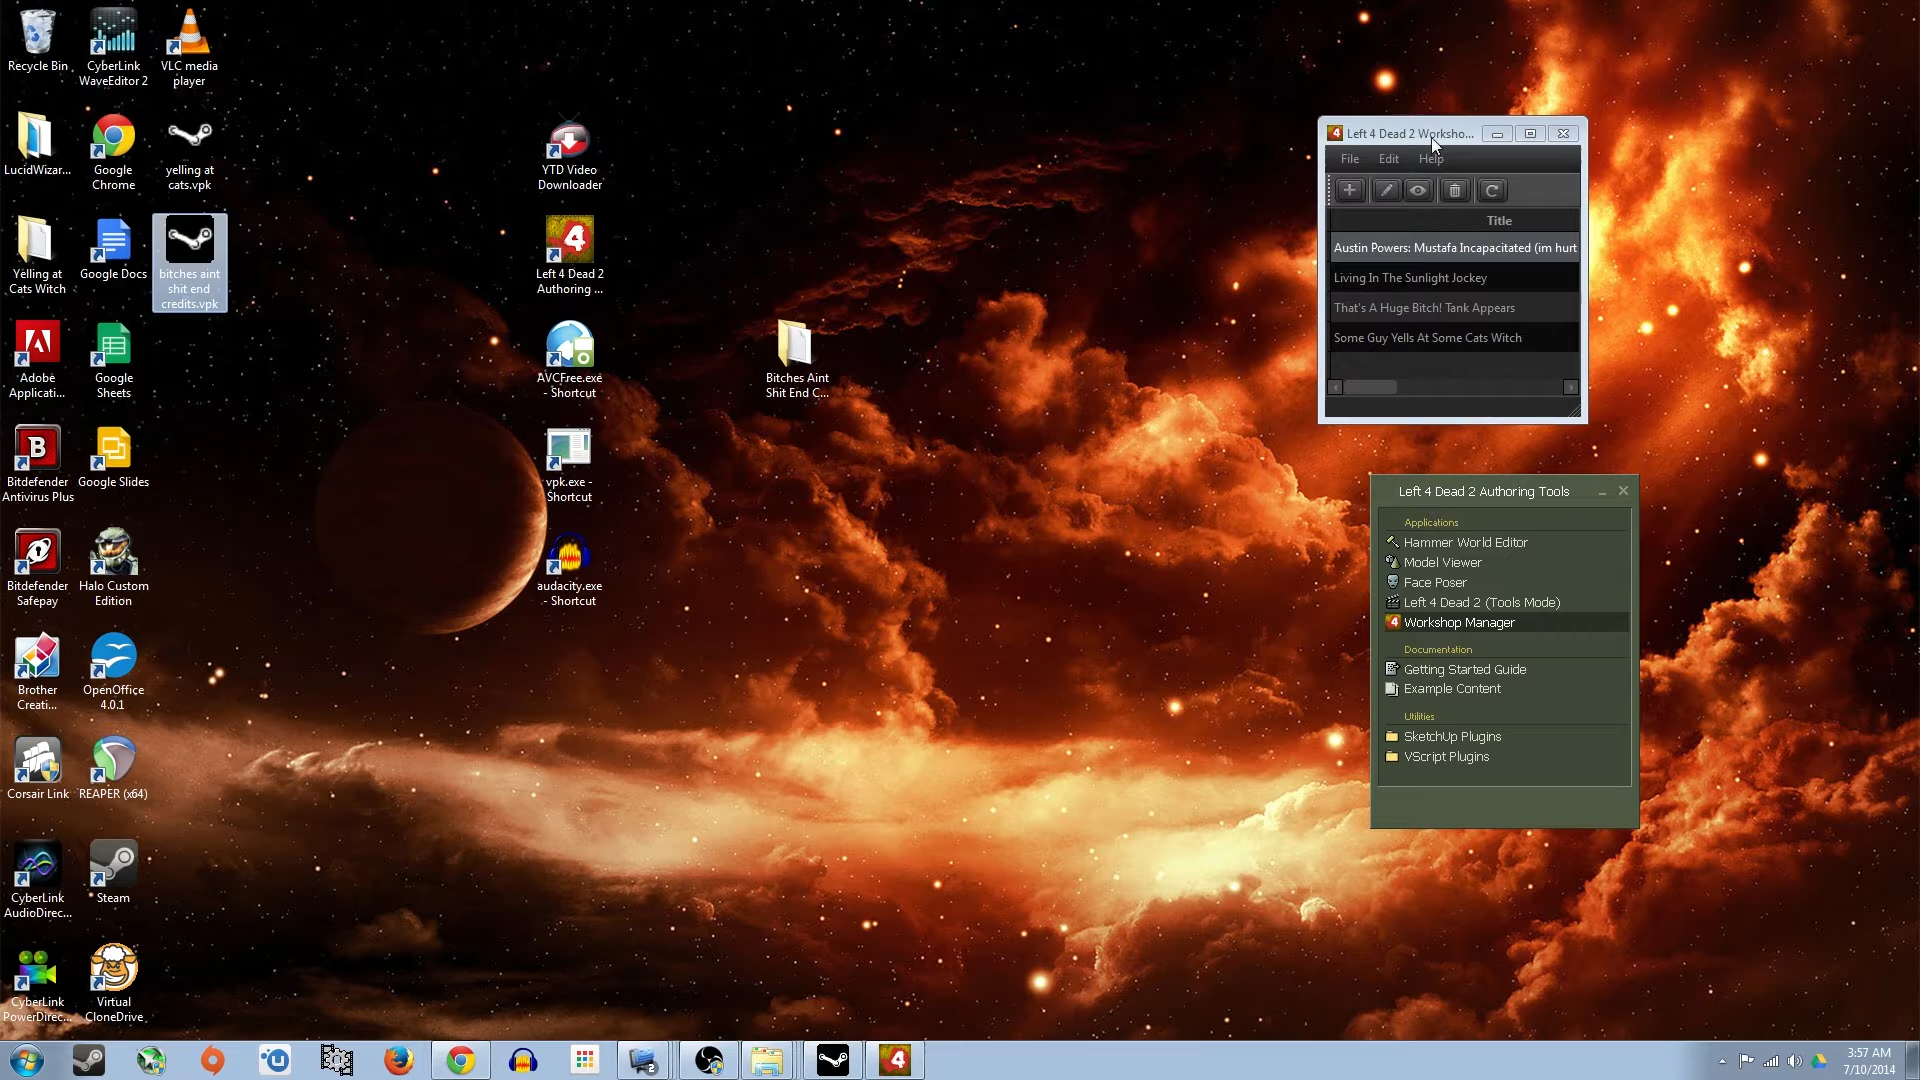 Recycle Bin
CyberLink
WaveEditor 2
VLC media
player
LucidWizar...
Google
Chrome
yelling at
cats.vpk
Yelling at
Cats Witch
Google Docs
bitches aint
shit end
credits.vpk
Adobe
Applicati...
Google
Sheets
Bitdefender
Antivirus Plus
Google Slides
Bitdefender
Safepay
Halo Custom
Edition
Brother
Creati...
OpenOffice
4.0.1
Corsair Link
REAPER (x64)
CyberLink
AudioDirec...
Steam
CyberLink
PowerDirec...
Virtual
CloneDrive
YTD Video
Downloader
Left 4 Dead 2
Authoring ...
AVCFree.exe
- Shortcut
vpk.exe -
Shortcut
audacity.exe
- Shortcut
Bitches Aint
Shit End C...
Left 4 Dead 2 Worksho...
File Edit Help
Title
Austin Powers: Mustafa Incapacitated (im hurt
Living In The Sunlight Jockey
That's A Huge Bitch! Tank Appears
Some Guy Yells At Some Cats Witch
Left 4 Dead 2 Authoring Tools
Applications
Hammer World Editor
Model Viewer
Face Poser
Left 4 Dead 2 (Tools Mode)
Workshop Manager
Documentation
Getting Started Guide
Example Content
Utilities
SketchUp Plugins
VScript Plugins
3:57 AM
7/10/2014